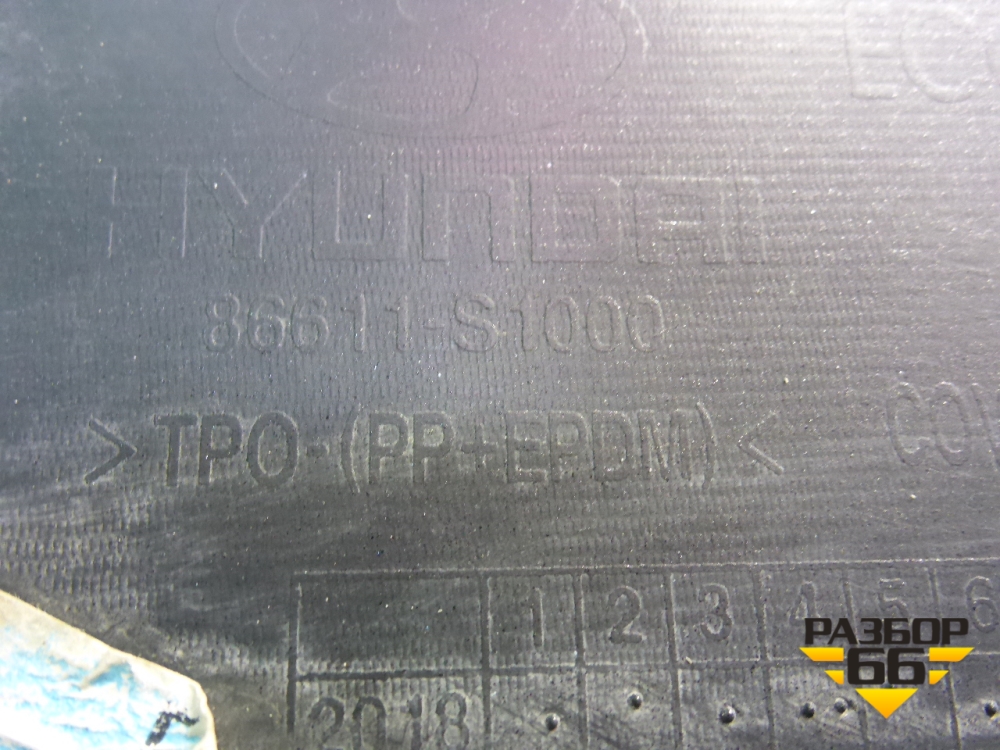 HYUNDAI
86611-S1000
>TPO-(PP+EPDM)<
1 2 3 4 5 6
2018
РАЗБОР
66